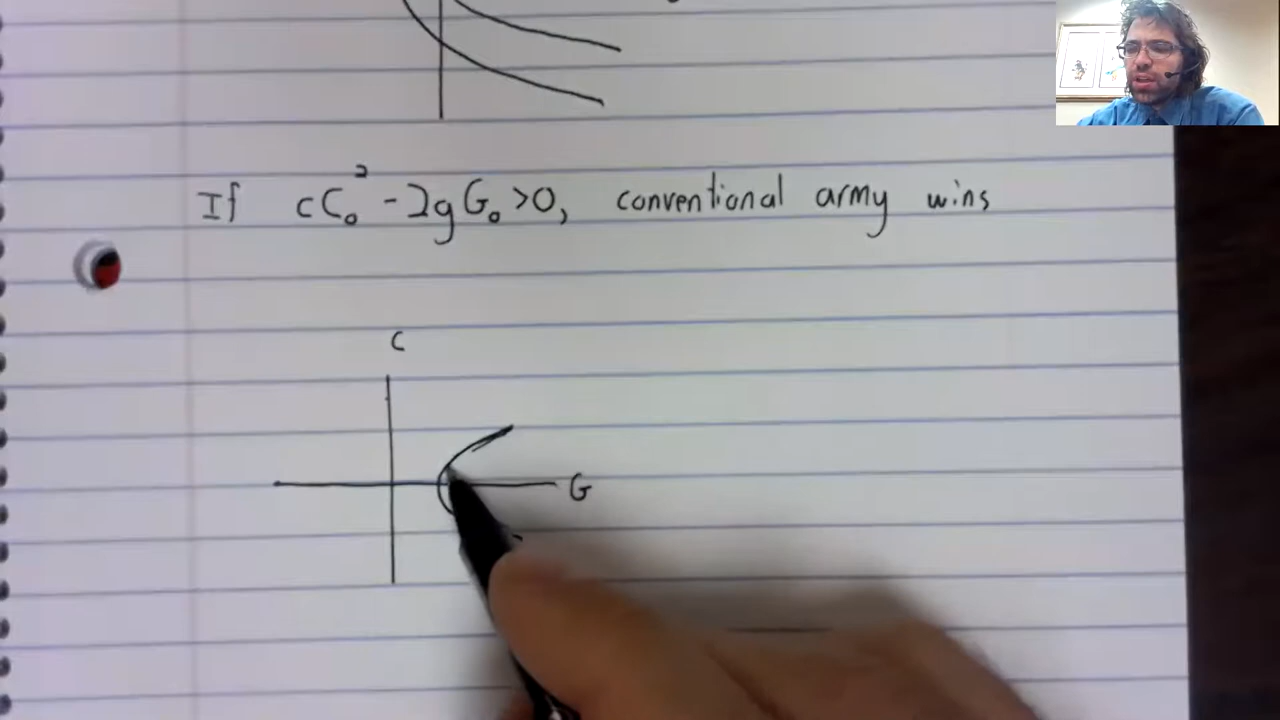 If cC₀² - 2gG₀ >0, conventional army wins
C
G